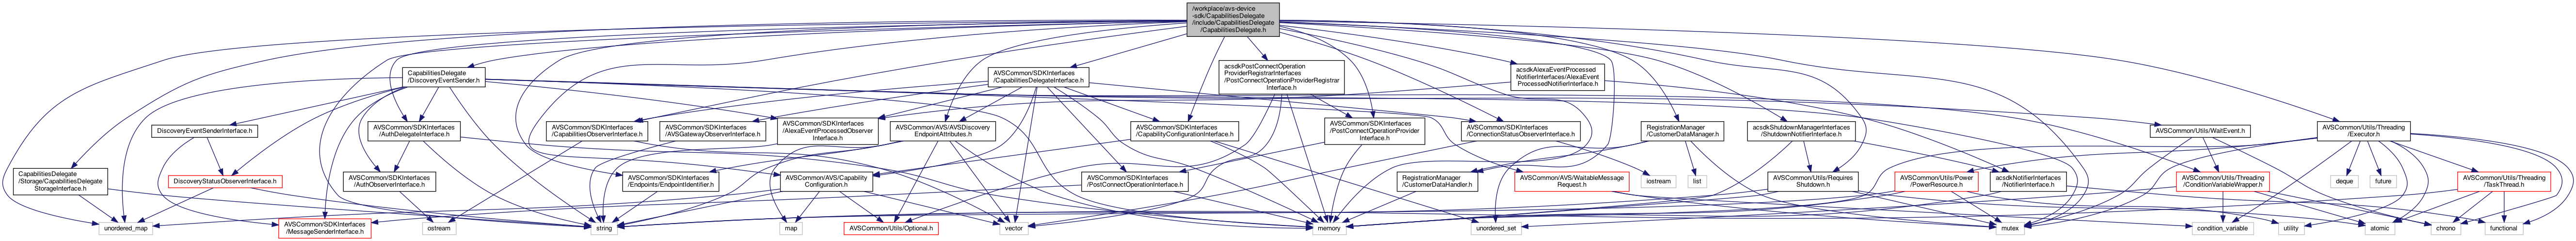 /workplace/avs-device
-sdk/CapabilitiesDelegate
/include/CapabilitiesDelegate
/CapabilitiesDelegate.h
CapabilitiesDelegate
/DiscoveryEventSender.h
AVSCommon/SDKInterfaces
/CapabilitiesDelegateInterface.h
acsdkPostConnectOperation
ProviderRegistrarInterfaces
/PostConnectOperationProviderRegistrar
Interface.h
acsdkAlexaEventProcessed
NotifierInterfaces/AlexaEvent
ProcessedNotifierInterface.h
DiscoveryEventSenderInterface.h
AVSCommon/SDKInterfaces
/AuthDelegateInterface.h
AVSCommon/SDKInterfaces
/CapabilitiesObserverInterface.h
AVSCommon/SDKInterfaces
/AVSGatewayObserverInterface.h
AVSCommon/SDKInterfaces
/AlexaEventProcessedObserver
Interface.h
AVSCommon/AVS/AVSDiscovery
EndpointAttributes.h
AVSCommon/SDKInterfaces
/CapabilityConfigurationInterface.h
AVSCommon/SDKInterfaces
/PostConnectOperationProvider
Interface.h
AVSCommon/SDKInterfaces
/ConnectionStatusObserverInterface.h
RegistrationManager
/CustomerDataManager.h
acsdkShutdownManagerInterfaces
/ShutdownNotifierInterface.h
AVSCommon/Utils/WaitEvent.h
AVSCommon/Utils/Threading
/Executor.h
CapabilitiesDelegate
/Storage/CapabilitiesDelegate
StorageInterface.h
DiscoveryStatusObserverInterface.h
AVSCommon/SDKInterfaces
/AuthObserverInterface.h
AVSCommon/SDKInterfaces
/Endpoints/EndpointIdentifier.h
AVSCommon/AVS/Capability
Configuration.h
AVSCommon/SDKInterfaces
/PostConnectOperationInterface.h
RegistrationManager
/CustomerDataHandler.h
AVSCommon/AVS/WaitableMessage
Request.h
iostream
list
AVSCommon/Utils/Requires
Shutdown.h
AVSCommon/Utils/Power
/PowerResource.h
acsdkNotifierInterfaces
/NotifierInterface.h
AVSCommon/Utils/Threading
/ConditionVariableWrapper.h
deque
future
AVSCommon/Utils/Threading
/TaskThread.h
unordered_map
AVSCommon/SDKInterfaces
/MessageSenderInterface.h
ostream
string
map
AVSCommon/Utils/Optional.h
vector
memory
unordered_set
mutex
condition_variable
utility
atomic
chrono
functional